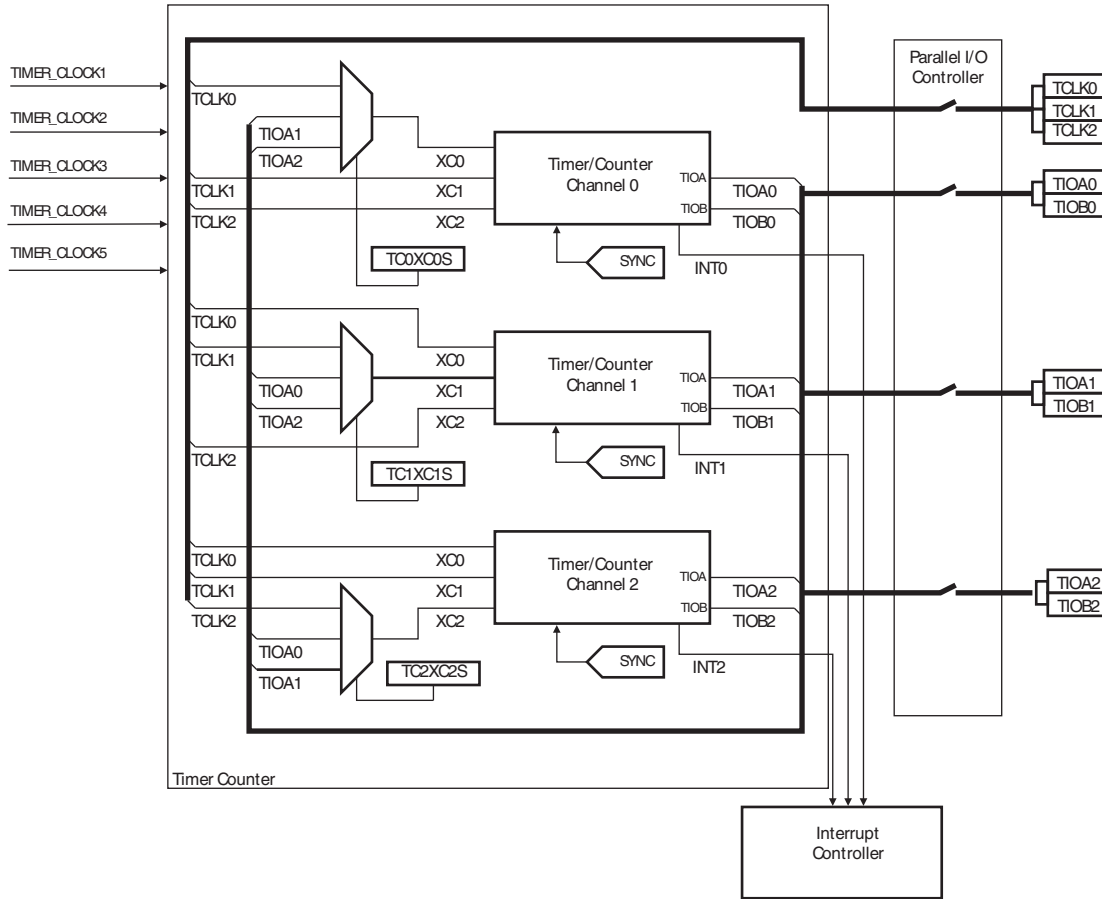 Parallel I/O
Controller
TIMER_CLOCK1
TIMER_CLOCK2
TIMER_CLOCK3
TIMER_CLOCK4
TIMER_CLOCK5
TCLK0
TIOA1
TIOA2
TCLK1
TCLK2
XC0
XC1
XC2
TC0XC0S
Timer/Counter
Channel 0
TIOA
TIOB
TIOA0
TIOB0
SYNC
INT0
TCLK0
TCLK1
TCLK2
TIOA0
TIOB0
TCLK0
TCLK1
TIOA0
TIOA2
TCLK2
XC0
XC1
XC2
TC1XC1S
Timer/Counter
Channel 1
TIOA
TIOB
TIOA1
TIOB1
SYNC
INT1
TIOA1
TIOB1
TCLK0
TCLK1
TCLK2
TIOA0
TIOA1
XC0
XC1
XC2
TC2XC2S
Timer/Counter
Channel 2
TIOA
TIOB
TIOA2
TIOB2
SYNC
INT2
TIOA2
TIOB2
Timer Counter
Interrupt
Controller